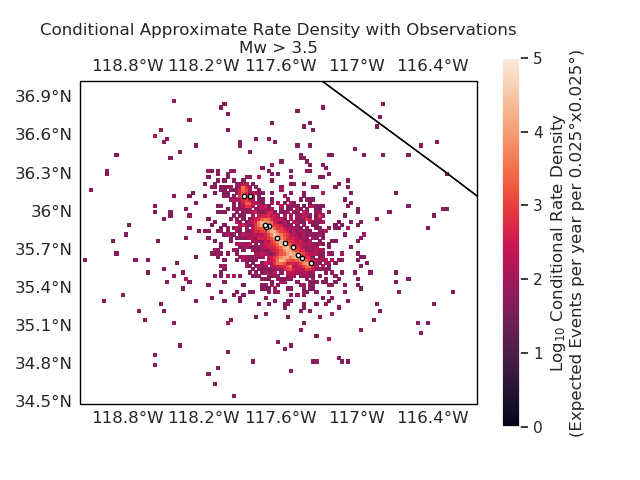 Conditional Approximate Rate Density with Observations
Mw > 3.5
118.8°W 118.2°W 117.6°W 117°W 116.4°W
36.9°N
36.6°N
36.3°N
36°N
35.7°N
35.4°N
35.1°N
34.8°N
34.5°N
118.8°W 118.2°W 117.6°W 117°W 116.4°W
5
4
3
2
1
0
Log₁₀ Conditional Rate Density
(Expected Events per year per 0.025°x0.025°)